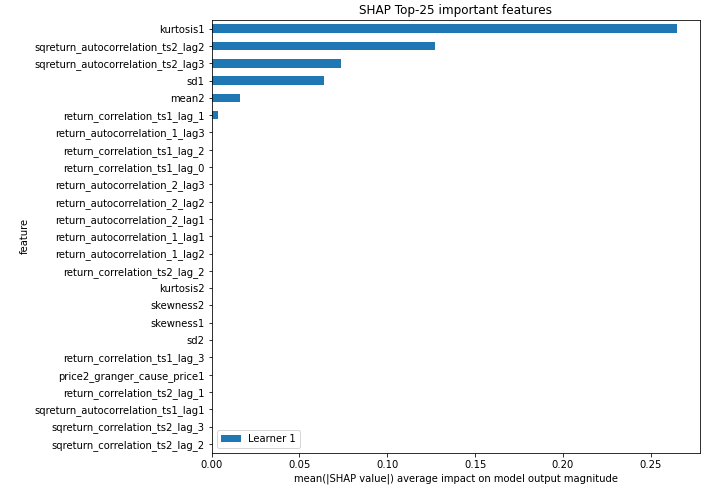 SHAP Top-25 important features
kurtosis1
sqreturn_autocorrelation_ts2_lag2
sqreturn_autocorrelation_ts2_lag3
sd1
mean2
return_correlation_ts1_lag_1
return_autocorrelation_1_lag3
return_correlation_ts1_lag_2
return_correlation_ts1_lag_0
return_autocorrelation_2_lag3
return_autocorrelation_2_lag2
return_autocorrelation_2_lag1
return_autocorrelation_1_lag1
return_autocorrelation_1_lag2
return_correlation_ts2_lag_2
kurtosis2
skewness2
skewness1
sd2
return_correlation_ts1_lag_3
price2_granger_cause_price1
return_correlation_ts2_lag_1
sqreturn_autocorrelation_ts1_lag1
sqreturn_correlation_ts2_lag_3
sqreturn_correlation_ts2_lag_2
feature
Learner 1
0.00 0.05 0.10 0.15 0.20 0.25
mean(|SHAP value|) average impact on model output magnitude